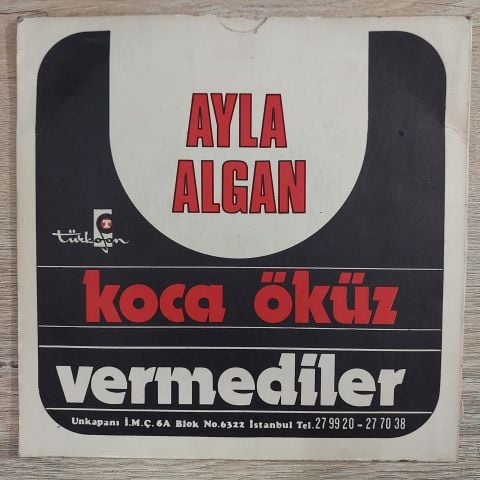 AYLA
ALGAN
türkofon
koca öküz
vermediler
Unkapanı İ.M.Ç. 6A Blok No.6322 İstanbul Tel.27 99 20 - 27 70 38